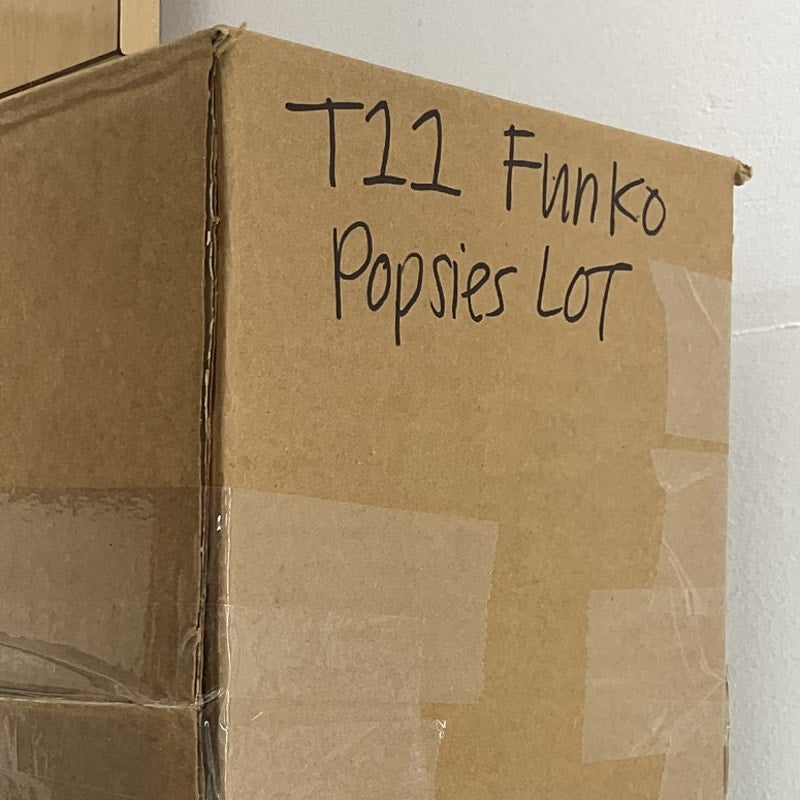 T11 Funko
Popsies LOT